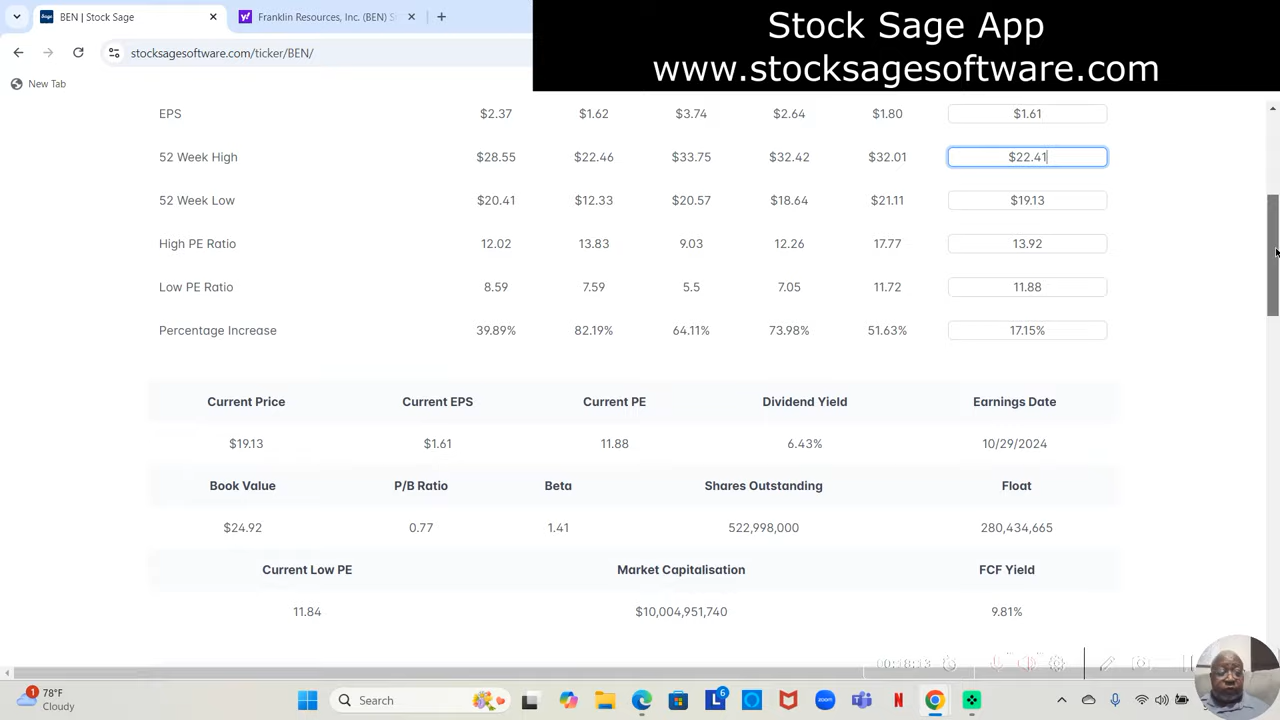 BEN | Stock Sage
Franklin Resources, Inc. (BEN) S
Stock Sage App
stocksagesoftware.com/ticker/BEN/
www.stocksagesoftware.com
New Tab
EPS $2.37 $1.62 $3.74 $2.64 $1.80 $1.61
52 Week High $28.55 $22.46 $33.75 $32.42 $32.01 $22.41
52 Week Low $20.41 $12.33 $20.57 $18.64 $21.11 $19.13
High PE Ratio 12.02 13.83 9.03 12.26 17.77 13.92
Low PE Ratio 8.59 7.59 5.5 7.05 11.72 11.88
Percentage Increase 39.89% 82.19% 64.11% 73.98% 51.63% 17.15%
Current Price Current EPS Current PE Dividend Yield Earnings Date
$19.13 $1.61 11.88 6.43% 10/29/2024
Book Value P/B Ratio Beta Shares Outstanding Float
$24.92 0.77 1.41 522,998,000 280,434,665
Current Low PE Market Capitalisation FCF Yield
11.84 $10,004,951,740 9.81%
1 78°F
Cloudy
Search
6
zoom